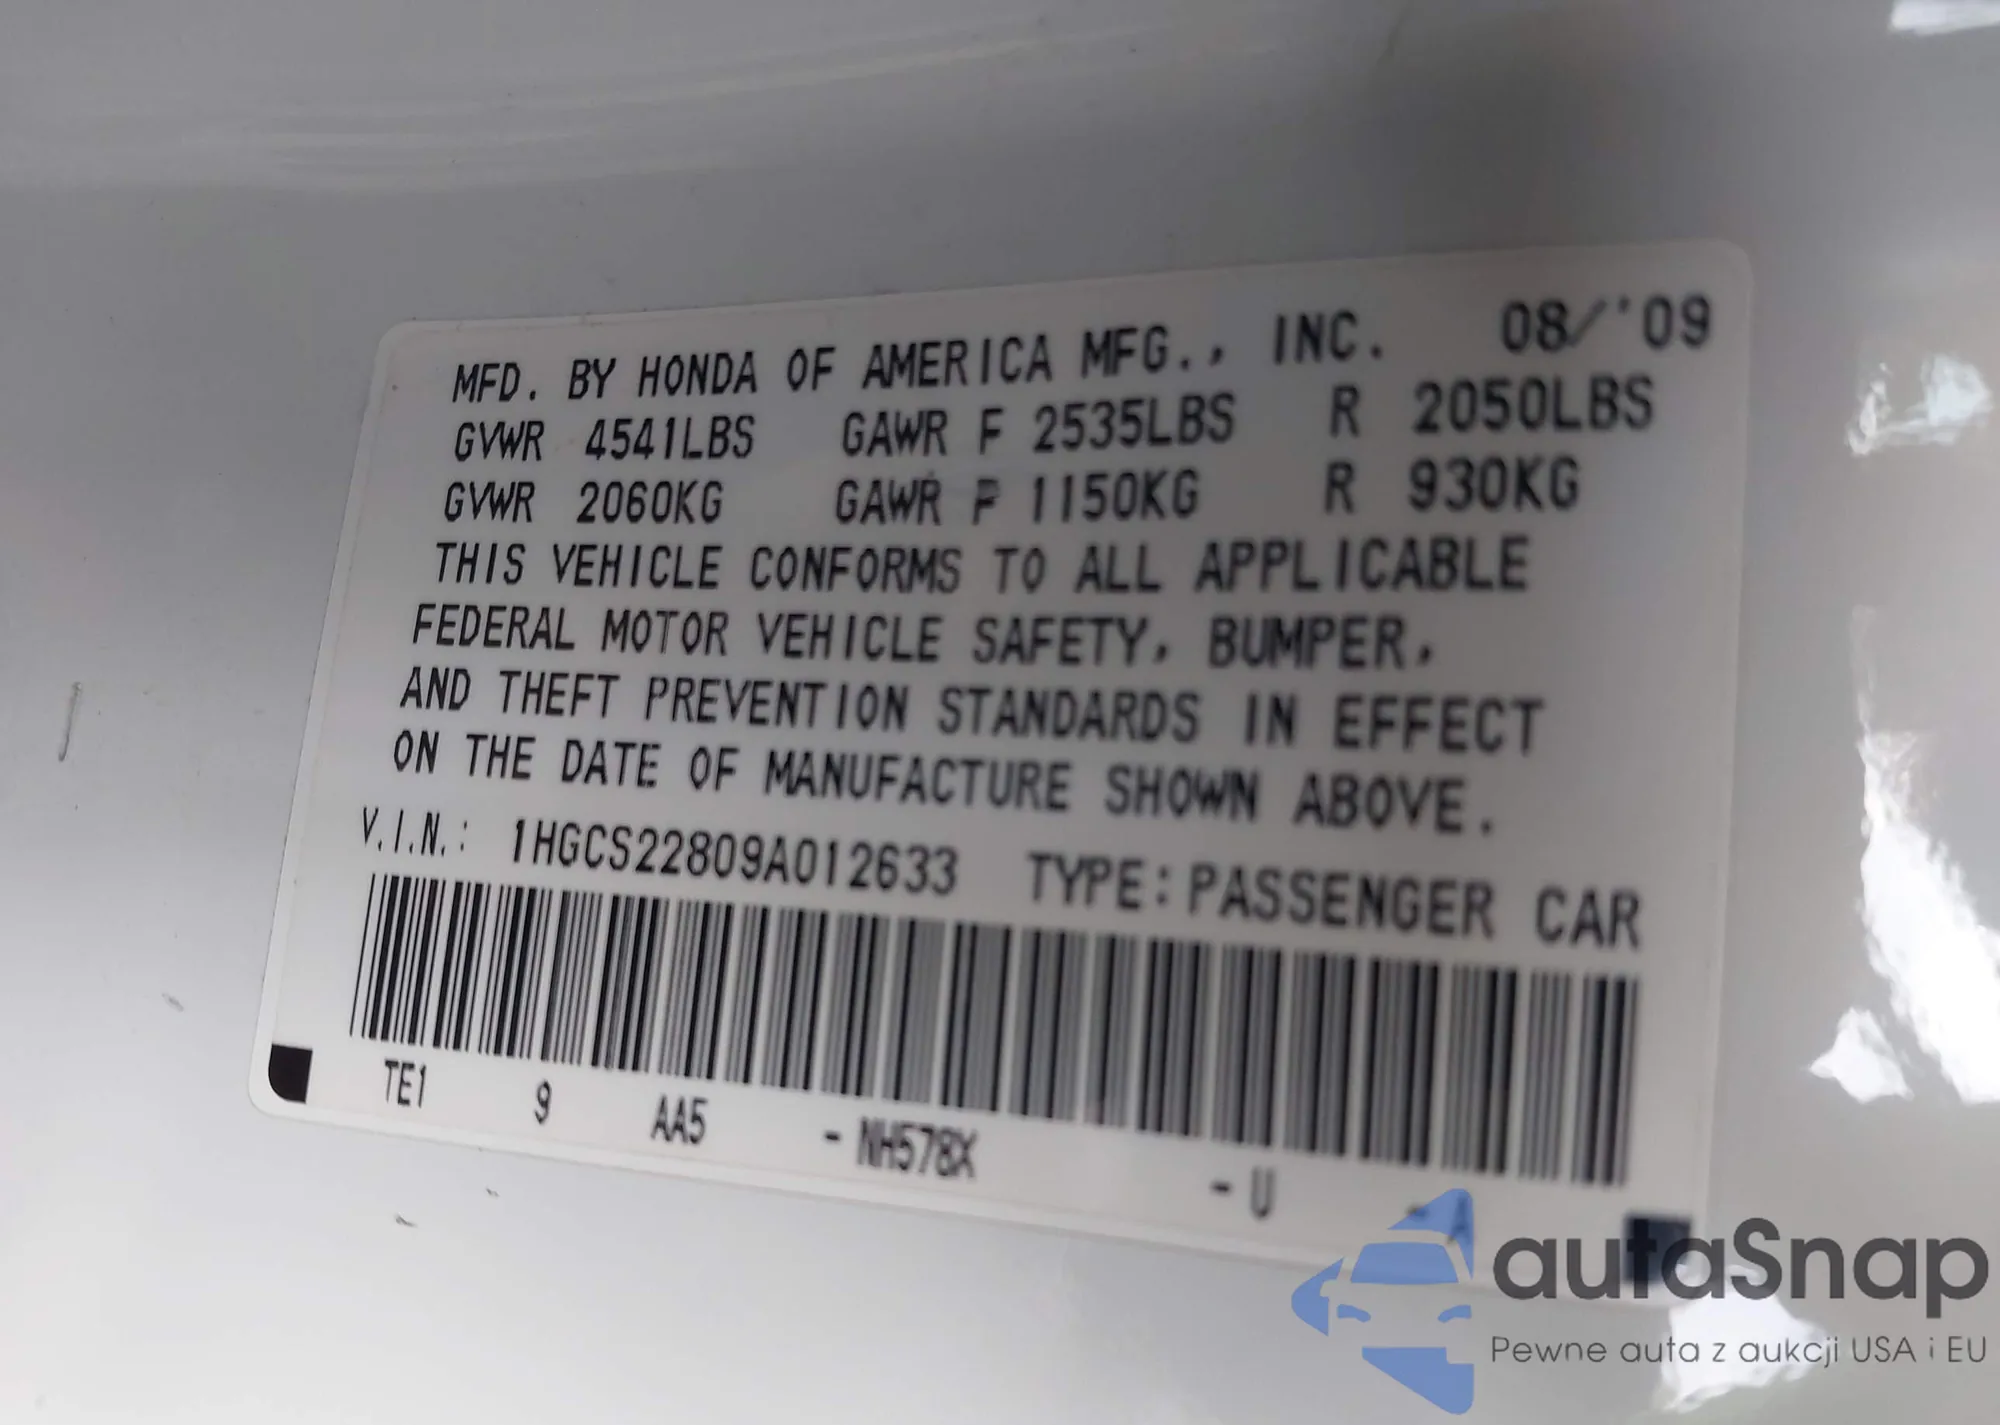 MFD. BY HONDA OF AMERICA MFG., INC. 08/'09
GVWR 4541LBS GAWR F 2535LBS R 2050LBS
GVWR 2060KG GAWR F 1150KG R 930KG
THIS VEHICLE CONFORMS TO ALL APPLICABLE
FEDERAL MOTOR VEHICLE SAFETY, BUMPER,
AND THEFT PREVENTION STANDARDS IN EFFECT
ON THE DATE OF MANUFACTURE SHOWN ABOVE.
V.I.N.: 1HGCS22809A012633 TYPE: PASSENGER CAR
TE1 9 AA5 - NH578X - U - A
autaSnap
Pewne auta z aukcji USA i EU